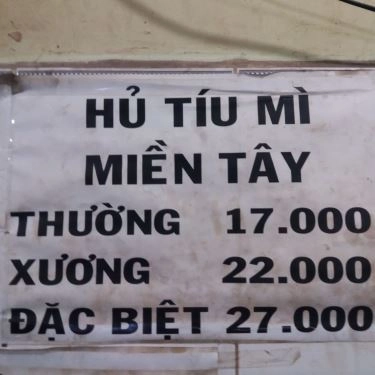 HỦ TÍU MÌ
MIỀN TÂY
THƯỜNG 17.000
XƯƠNG 22.000
ĐẶC BIỆT 27.000